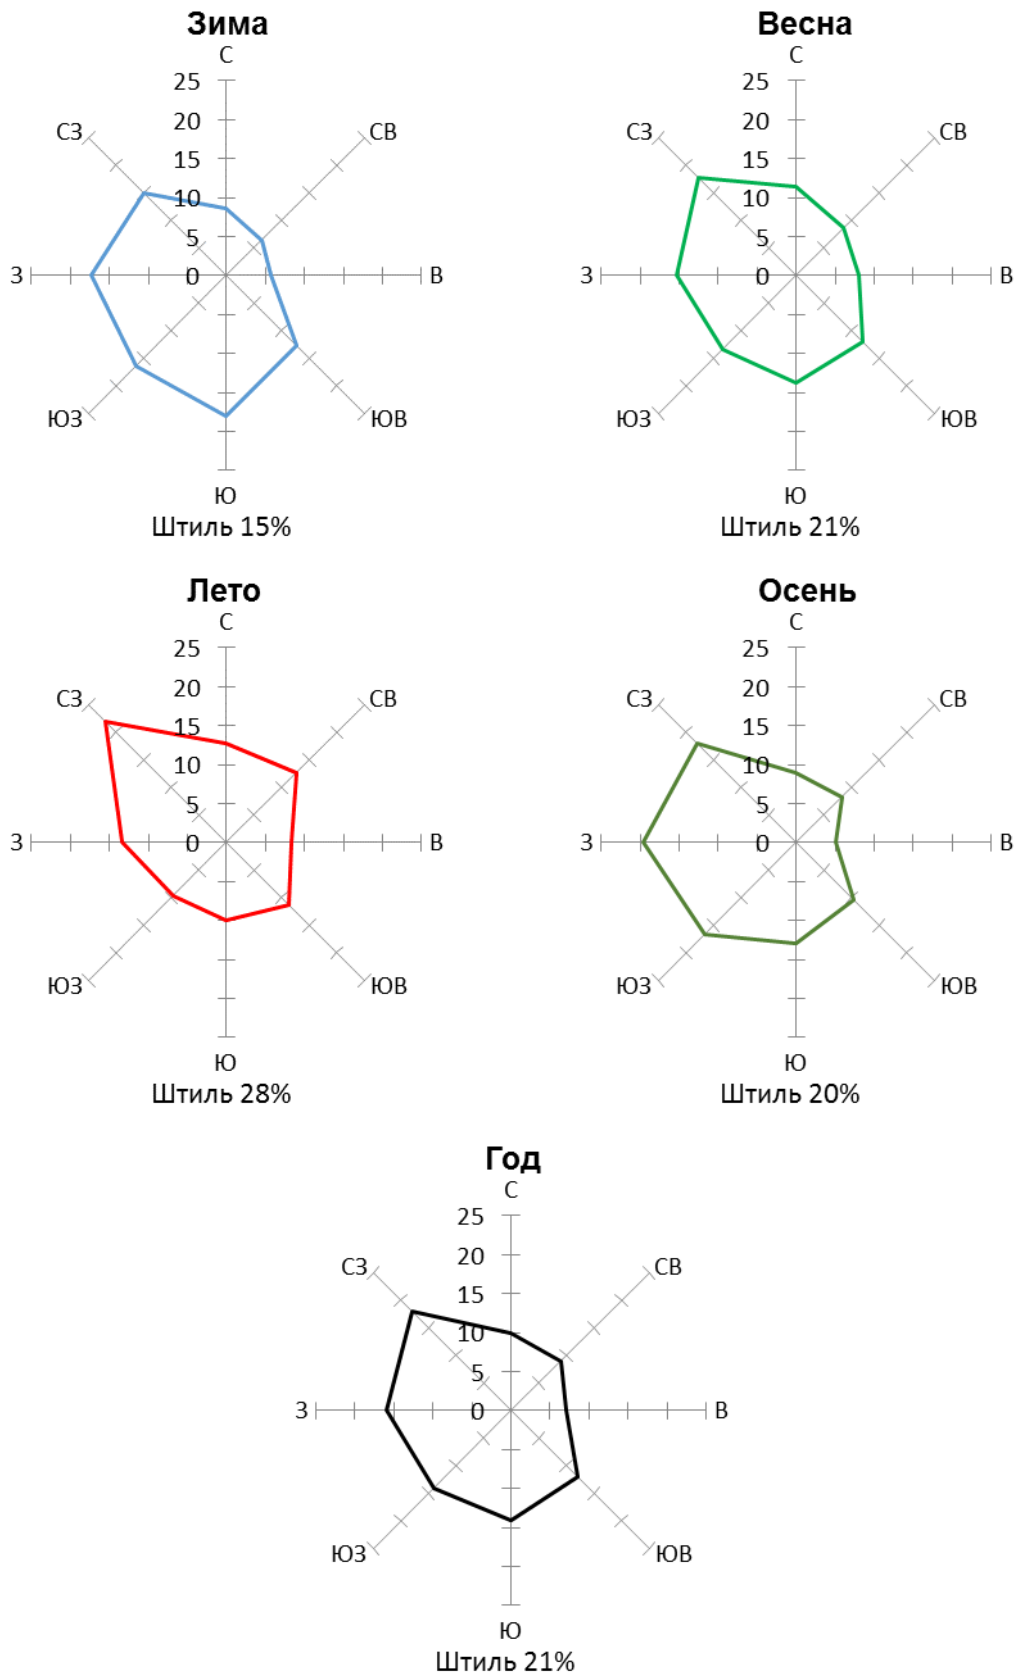 Зима
С
25
20
15
10
5
0
СЗ
СВ
З
В
ЮЗ
ЮВ
Ю
Штиль 15%
Весна
С
25
20
15
10
5
0
СЗ
СВ
З
В
ЮЗ
ЮВ
Ю
Штиль 21%
Лето
С
25
20
15
10
5
0
СЗ
СВ
З
В
ЮЗ
ЮВ
Ю
Штиль 28%
Осень
С
25
20
15
10
5
0
СЗ
СВ
З
В
ЮЗ
ЮВ
Ю
Штиль 20%
Год
С
25
20
15
10
5
0
СЗ
СВ
З
В
ЮЗ
ЮВ
Ю
Штиль 21%